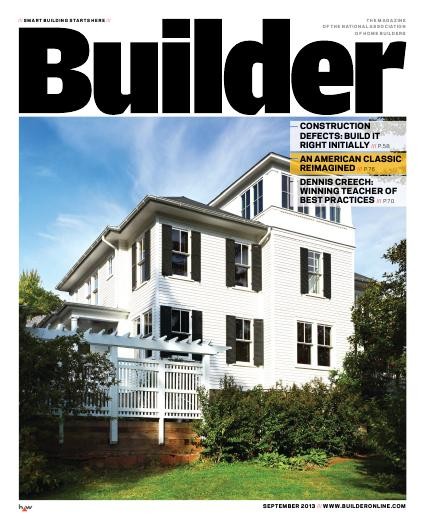 /// SMART BUILDING STARTS HERE ///
THE MAGAZINE
OF THE NATIONAL ASSOCIATION
OF HOME BUILDERS
Builder
CONSTRUCTION
DEFECTS: BUILD IT
RIGHT INITIALLY /// P.58
AN AMERICAN CLASSIC
REIMAGINED /// P.76
DENNIS CREECH:
WINNING TEACHER OF
BEST PRACTICES /// P.70
SEPTEMBER 2013 /// WWW.BUILDERONLINE.COM